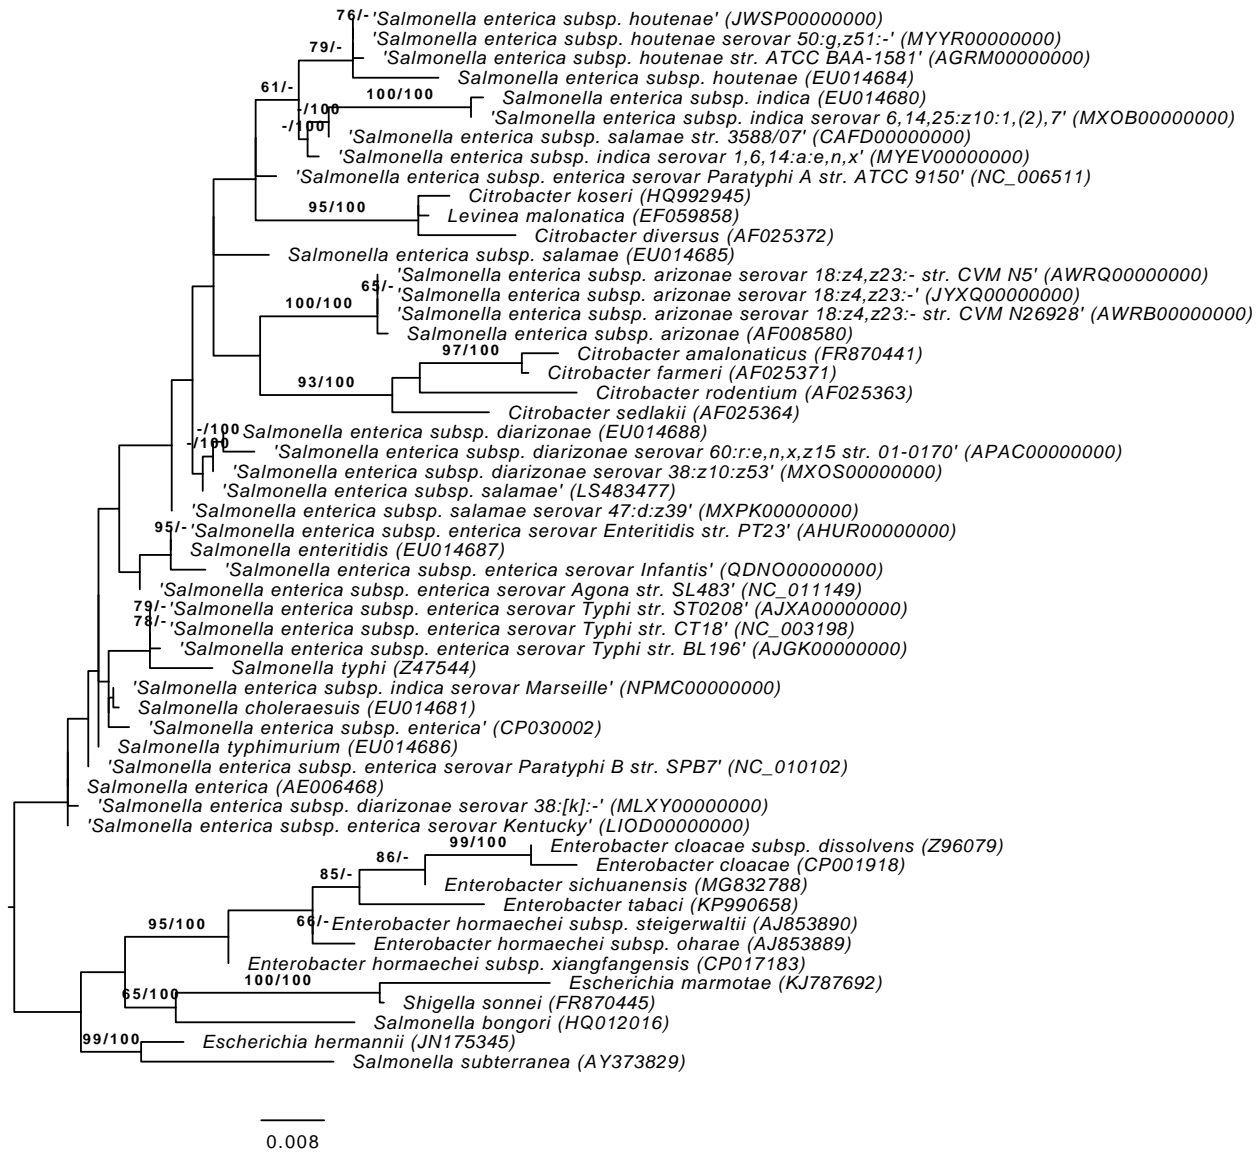 76/- 'Salmonella enterica subsp. houtenae' (JWSP00000000)
'Salmonella enterica subsp. houtenae serovar 50:g,z51:-' (MYYR00000000)
79/- 'Salmonella enterica subsp. houtenae str. ATCC BAA-1581' (AGRM00000000)
Salmonella enterica subsp. houtenae (EU014684)
61/-
100/100 Salmonella enterica subsp. indica (EU014680)
-/100 'Salmonella enterica subsp. indica serovar 6,14,25:z10:1,(2),7' (MXOB00000000)
-/100 'Salmonella enterica subsp. salamae str. 3588/07' (CAFD00000000)
'Salmonella enterica subsp. indica serovar 1,6,14:a:e,n,x' (MYEV00000000)
'Salmonella enterica subsp. enterica serovar Paratyphi A str. ATCC 9150' (NC_006511)
Citrobacter koseri (HQ992945)
95/100 Levinea malonatica (EF059858)
Citrobacter diversus (AF025372)
Salmonella enterica subsp. salamae (EU014685)
'Salmonella enterica subsp. arizonae serovar 18:z4,z23:- str. CVM N5' (AWRQ00000000)
65/- 'Salmonella enterica subsp. arizonae serovar 18:z4,z23:-' (JYXQ00000000)
100/100 'Salmonella enterica subsp. arizonae serovar 18:z4,z23:- str. CVM N26928' (AWRB00000000)
Salmonella enterica subsp. arizonae (AF008580)
97/100 Citrobacter amalonaticus (FR870441)
Citrobacter farmeri (AF025371)
93/100 Citrobacter rodentium (AF025363)
Citrobacter sedlakii (AF025364)
-/100 Salmonella enterica subsp. diarizonae (EU014688)
-/100 'Salmonella enterica subsp. diarizonae serovar 60:r:e,n,x,z15 str. 01-0170' (APAC00000000)
'Salmonella enterica subsp. diarizonae serovar 38:z10:z53' (MXOS00000000)
'Salmonella enterica subsp. salamae' (LS483477)
'Salmonella enterica subsp. salamae serovar 47:d:z39' (MXPK00000000)
95/- 'Salmonella enterica subsp. enterica serovar Enteritidis str. PT23' (AHUR00000000)
Salmonella enteritidis (EU014687)
'Salmonella enterica subsp. enterica serovar Infantis' (QDNO00000000)
'Salmonella enterica subsp. enterica serovar Agona str. SL483' (NC_011149)
79/- 'Salmonella enterica subsp. enterica serovar Typhi str. ST0208' (AJXA00000000)
78/- 'Salmonella enterica subsp. enterica serovar Typhi str. CT18' (NC_003198)
'Salmonella enterica subsp. enterica serovar Typhi str. BL196' (AJGK00000000)
Salmonella typhi (Z47544)
'Salmonella enterica subsp. indica serovar Marseille' (NPMC00000000)
Salmonella choleraesuis (EU014681)
'Salmonella enterica subsp. enterica' (CP030002)
Salmonella typhimurium (EU014686)
'Salmonella enterica subsp. enterica serovar Paratyphi B str. SPB7' (NC_010102)
Salmonella enterica (AE006468)
'Salmonella enterica subsp. diarizonae serovar 38:[k]:-' (MLXY00000000)
'Salmonella enterica subsp. enterica serovar Kentucky' (LIOD00000000)
99/100 Enterobacter cloacae subsp. dissolvens (Z96079)
86/- Enterobacter cloacae (CP001918)
85/- Enterobacter sichuanensis (MG832788)
Enterobacter tabaci (KP990658)
66/- Enterobacter hormaechei subsp. steigerwaltii (AJ853890)
95/100 Enterobacter hormaechei subsp. oharae (AJ853889)
Enterobacter hormaechei subsp. xiangfangensis (CP017183)
100/100 Escherichia marmotae (KJ787692)
65/100 Shigella sonnei (FR870445)
Salmonella bongori (HQ012016)
99/100 Escherichia hermannii (JN175345)
Salmonella subterranea (AY373829)
0.008